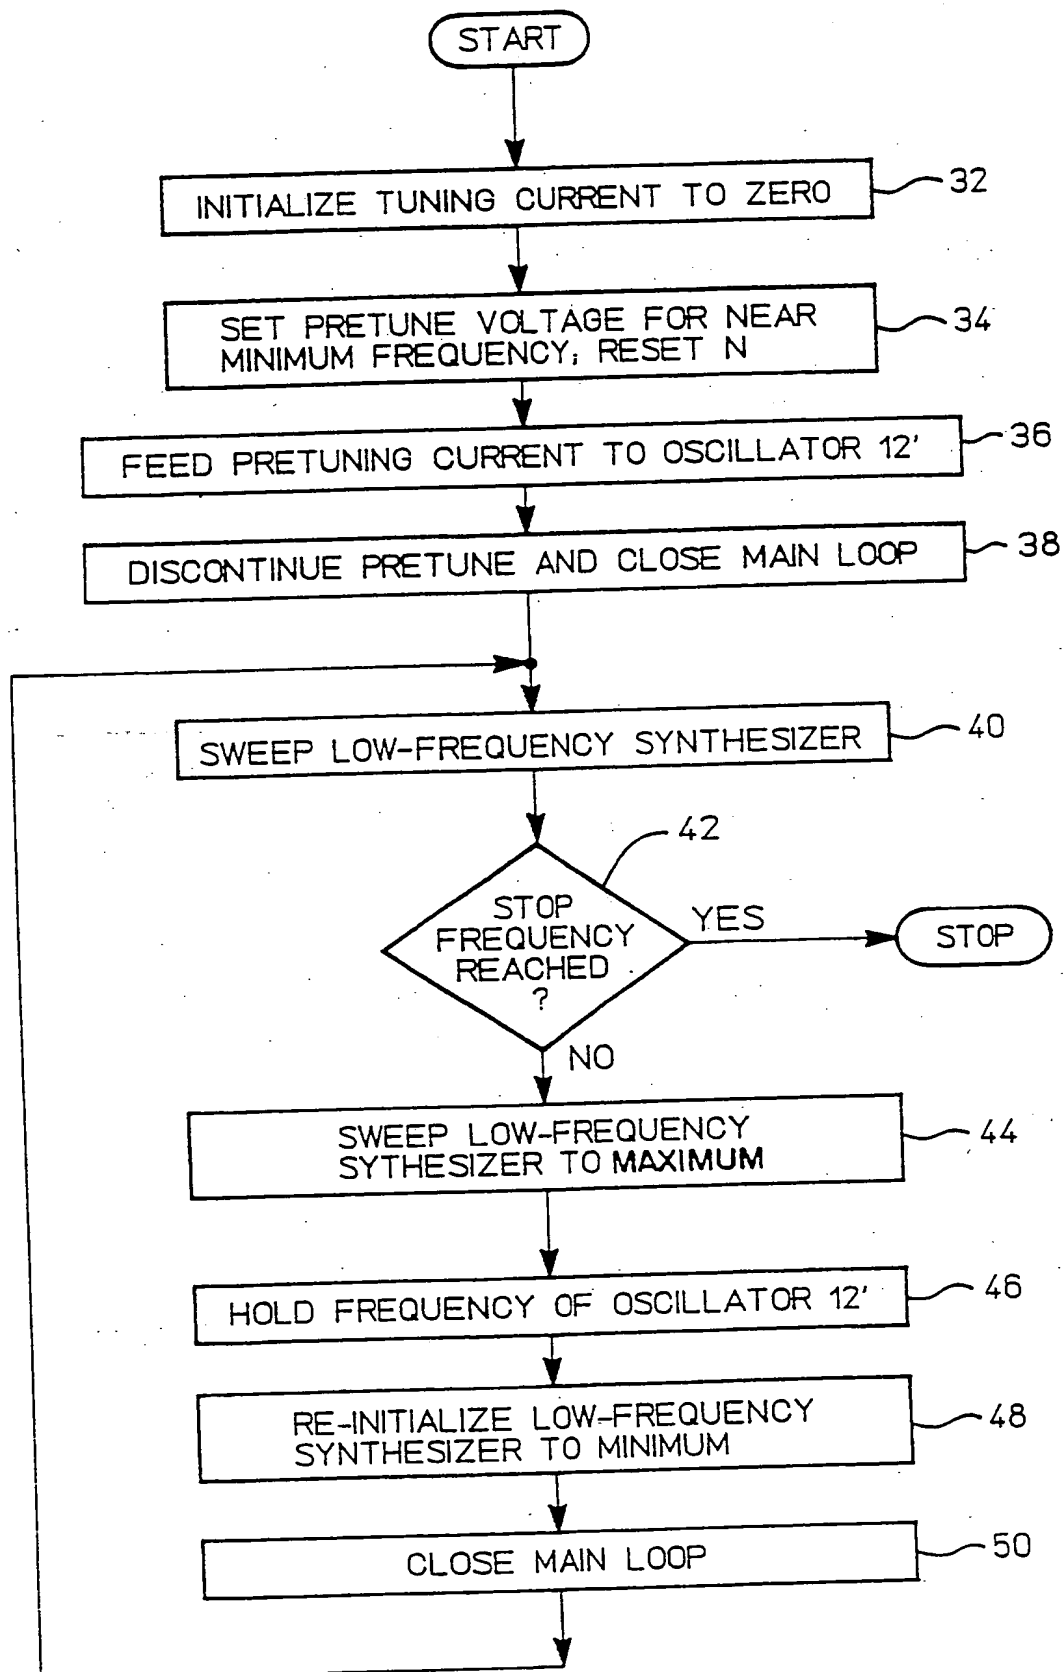 START
INITIALIZE TUNING CURRENT TO ZERO
32
SET PRETUNE VOLTAGE FOR NEAR
MINIMUM FREQUENCY; RESET N
34
FEED PRETUNING CURRENT TO OSCILLATOR 12'
36
DISCONTINUE PRETUNE AND CLOSE MAIN LOOP
38
SWEEP LOW-FREQUENCY SYNTHESIZER
40
42
STOP
FREQUENCY
REACHED
?
YES
STOP
NO
SWEEP LOW-FREQUENCY
SYTHESIZER TO MAXIMUM
44
HOLD FREQUENCY OF OSCILLATOR 12'
46
RE-INITIALIZE LOW-FREQUENCY
SYNTHESIZER TO MINIMUM
48
CLOSE MAIN LOOP
50